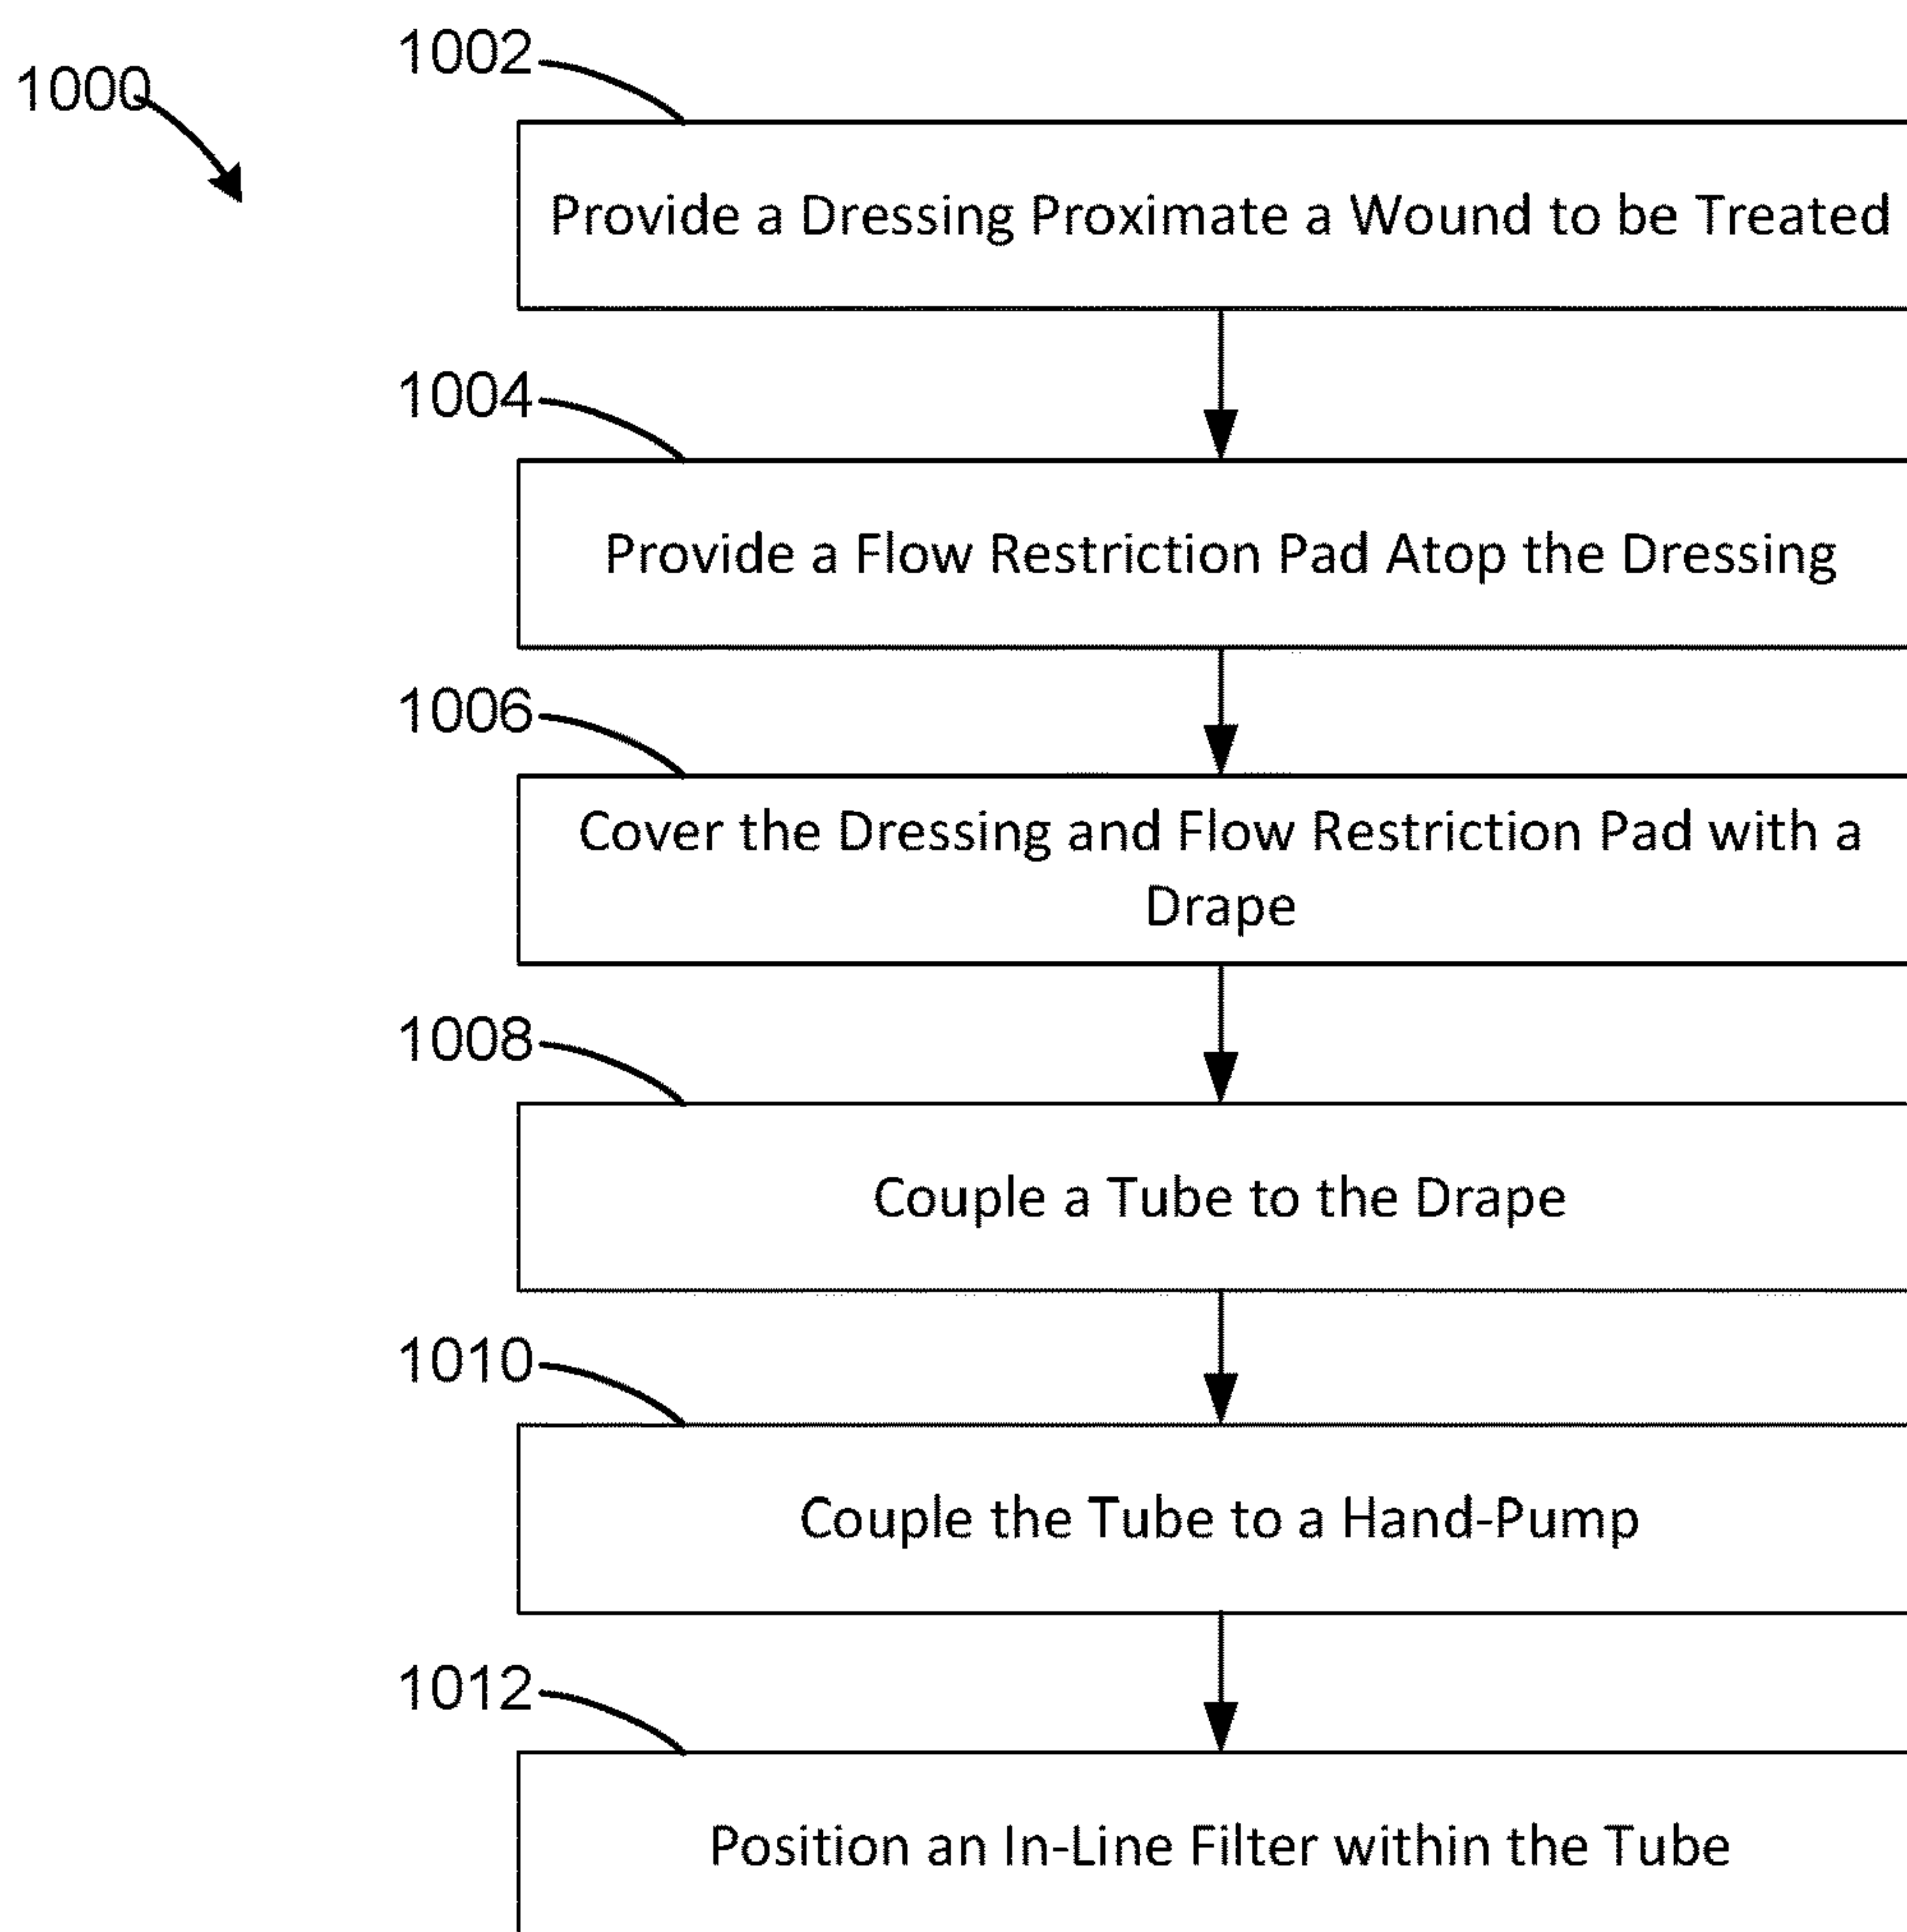 1000
1002
Provide a Dressing Proximate a Wound to be Treated
1004
Provide a Flow Restriction Pad Atop the Dressing
1006
Cover the Dressing and Flow Restriction Pad with a
Drape
1008
Couple a Tube to the Drape
1010
Couple the Tube to a Hand-Pump
1012
Position an In-Line Filter within the Tube